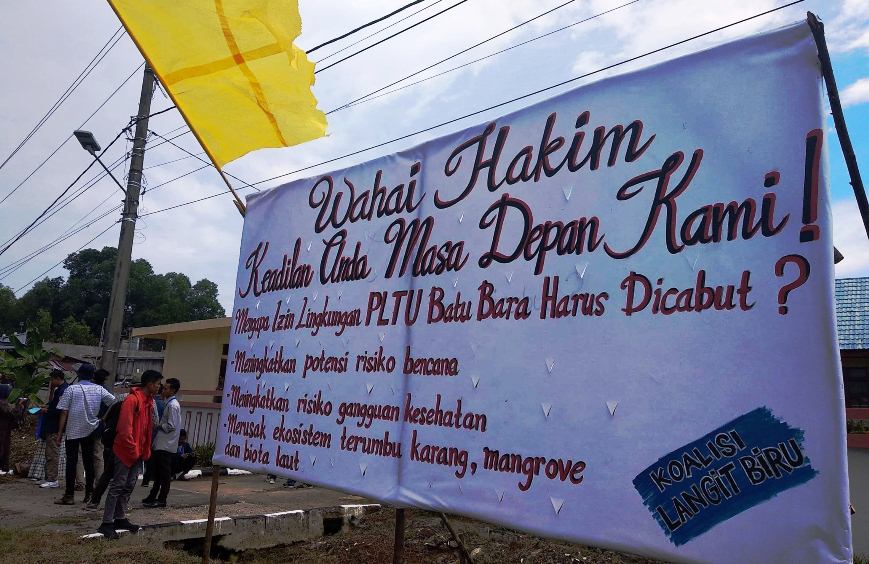 Wahai Hakim
Keadilan Anda Masa Depan Kami!
Mengapa Izin Lingkungan PLTU Batu Bara Harus Dicabut ?
-Meningkatkan potensi risiko bencana
-Meningkatkan risiko gangguan kesehatan
-Merusak ekosistem terumbu karang, mangrove
dan biota laut
KOALISI
LANGIT BIRU